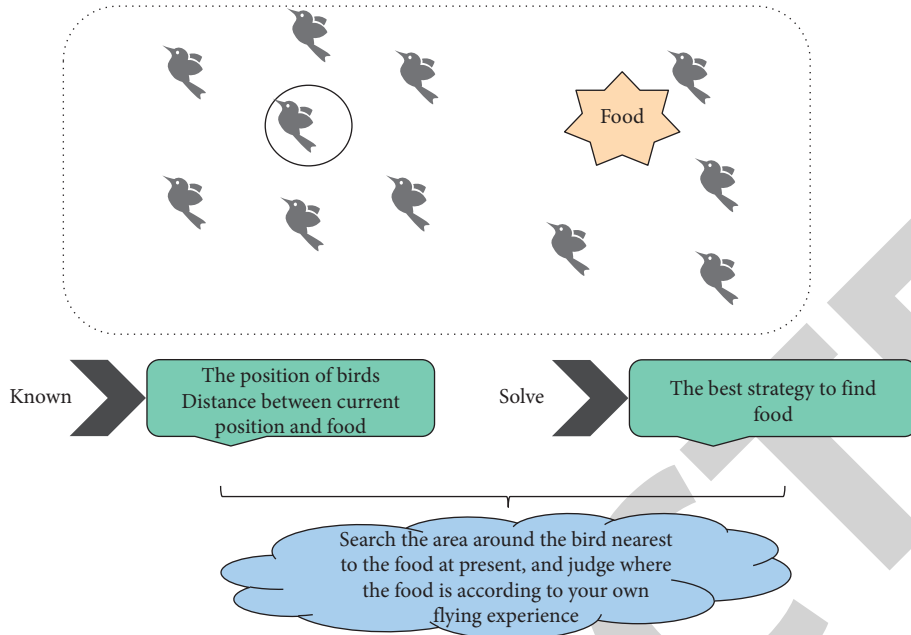 Food
Known
The position of birds
Distance between current
position and food
Solve
The best strategy to find
food
Search the area around the bird nearest
to the food at present, and judge where
the food is according to your own
flying experience